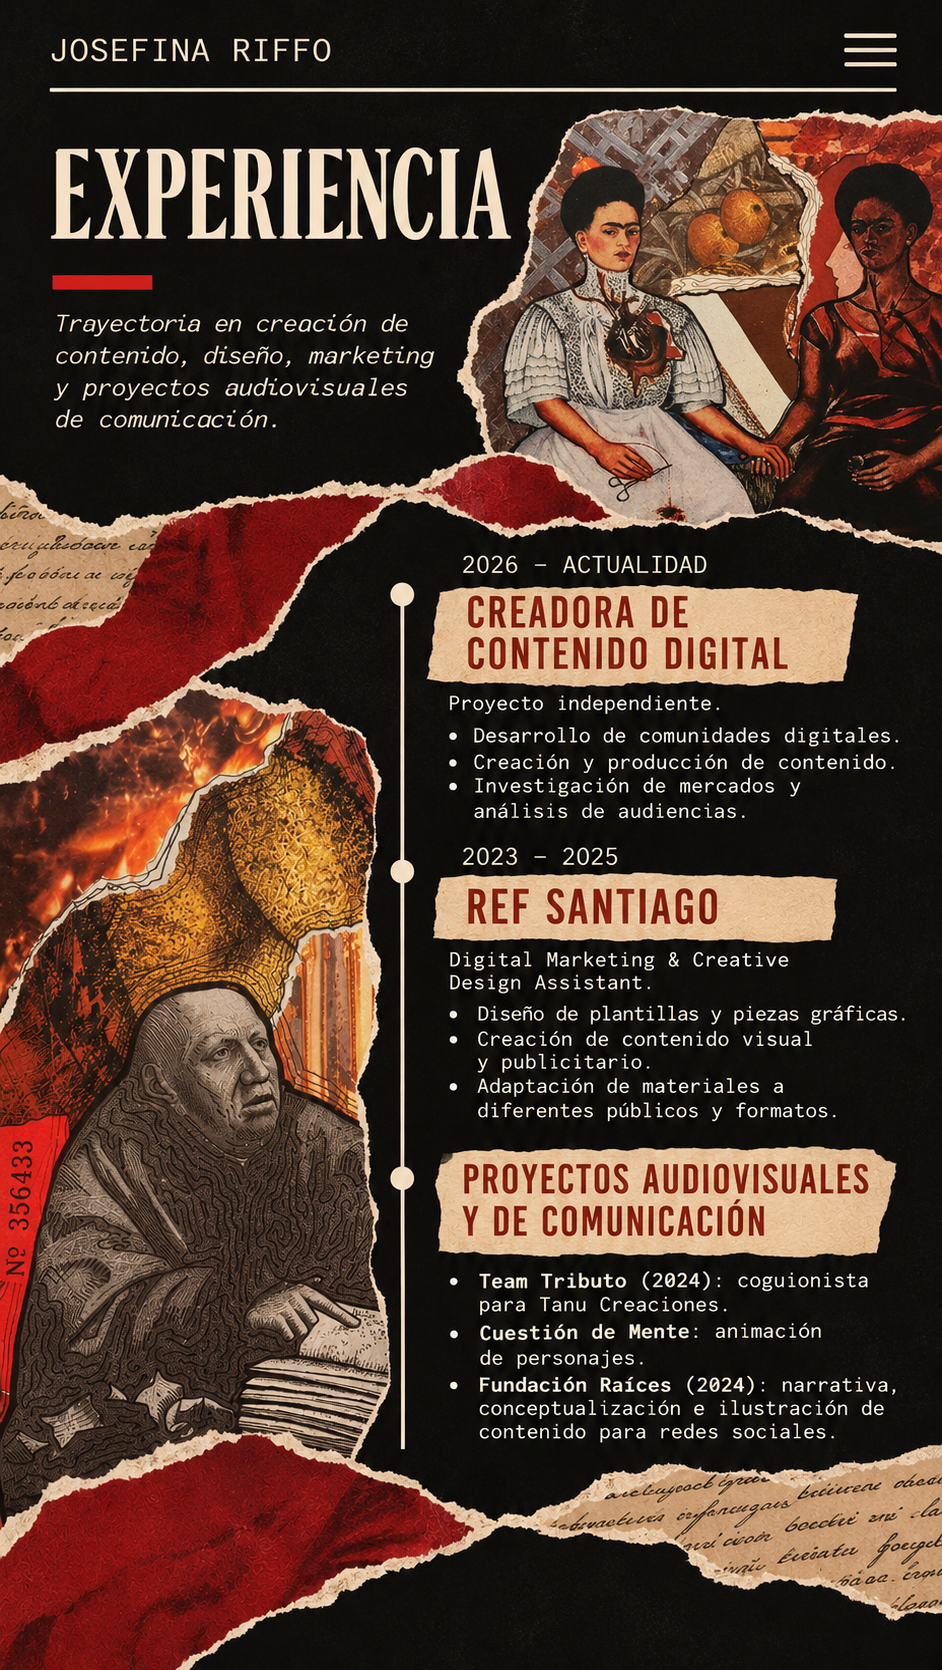 JOSEFINA RIFFO
EXPERIENCIA
Trayectoria en creación de
contenido, diseño, marketing
y proyectos audiovisuales
de comunicación.
2026 – ACTUALIDAD
CREADORA DE
CONTENIDO DIGITAL
Proyecto independiente.
• Desarrollo de comunidades digitales.
• Creación y producción de contenido.
• Investigación de mercados y
análisis de audiencias.
2023 – 2025
REF SANTIAGO
Digital Marketing & Creative
Design Assistant.
• Diseño de plantillas y piezas gráficas.
• Creación de contenido visual
y publicitario.
• Adaptación de materiales a
diferentes públicos y formatos.
PROYECTOS AUDIOVISUALES
Y DE COMUNICACIÓN
• Team Tributo (2024): coguionista
para Tanu Creaciones.
• Cuestión de Mente: animación
de personajes.
• Fundación Raíces (2024): narrativa,
conceptualización e ilustración de
contenido para redes sociales.
Nº 356433